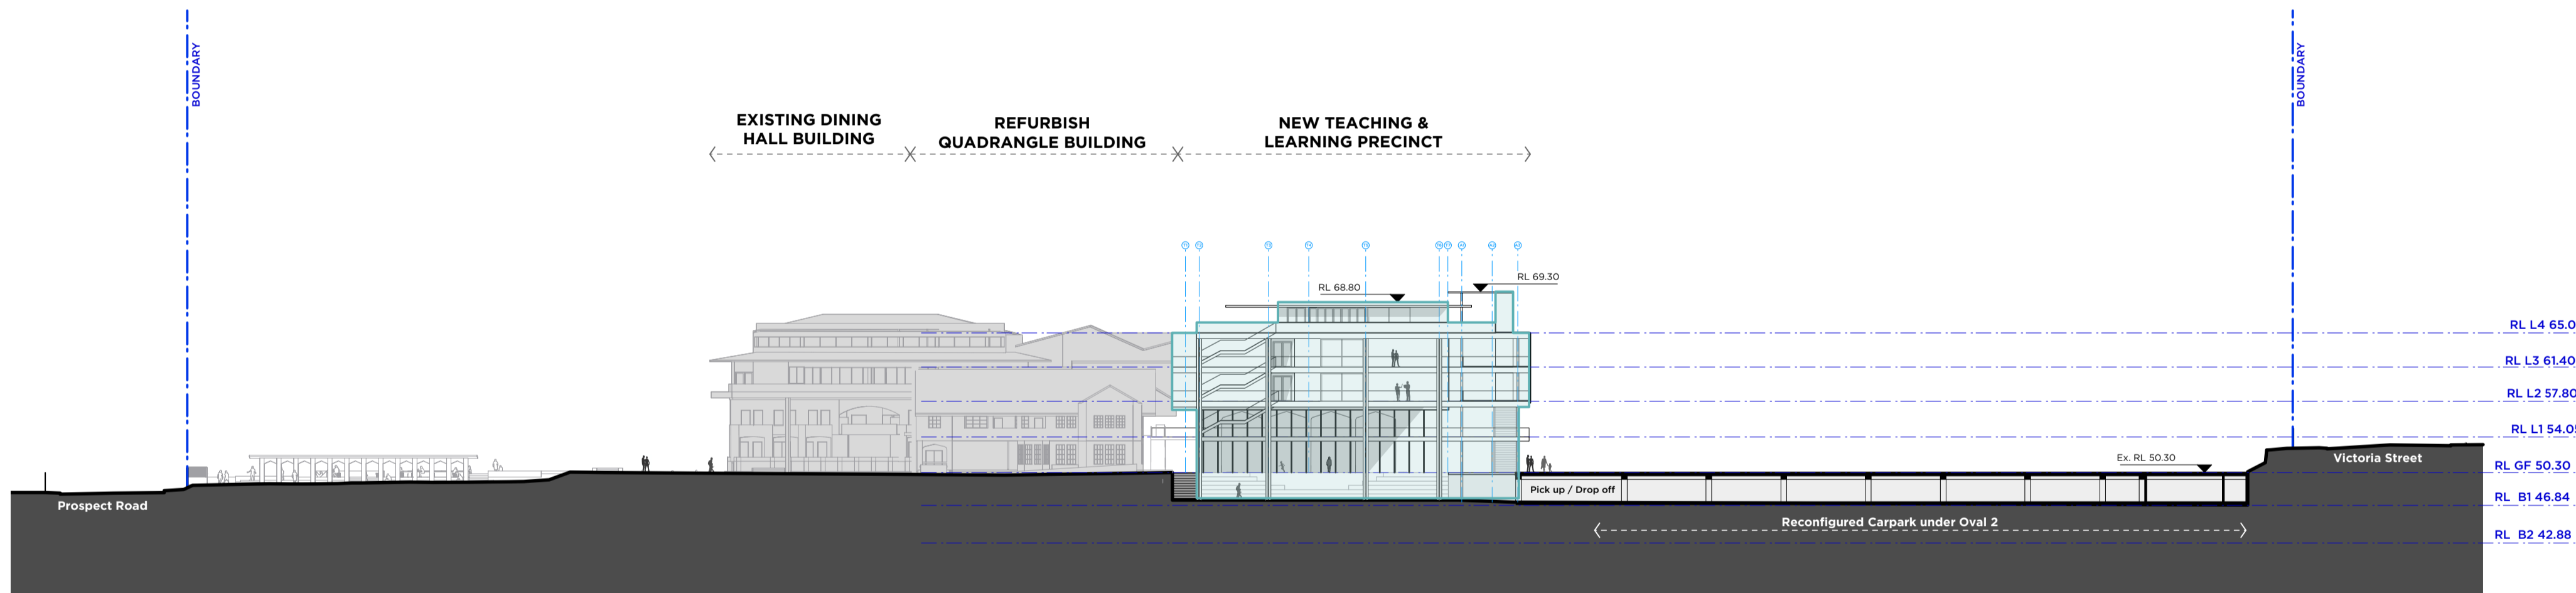 BOUNDARY
BOUNDARY
EXISTING DINING
HALL BUILDING
REFURBISH
QUADRANGLE BUILDING
NEW TEACHING &
LEARNING PRECINCT
RL 69.30
RL 68.80
RL L4 65.0
RL L3 61.40
RL L2 57.80
RL L1 54.05
Ex. RL 50.30
Victoria Street
RL GF 50.30
Pick up / Drop off
RL B1 46.84
Prospect Road
Reconfigured Carpark under Oval 2
RL B2 42.88